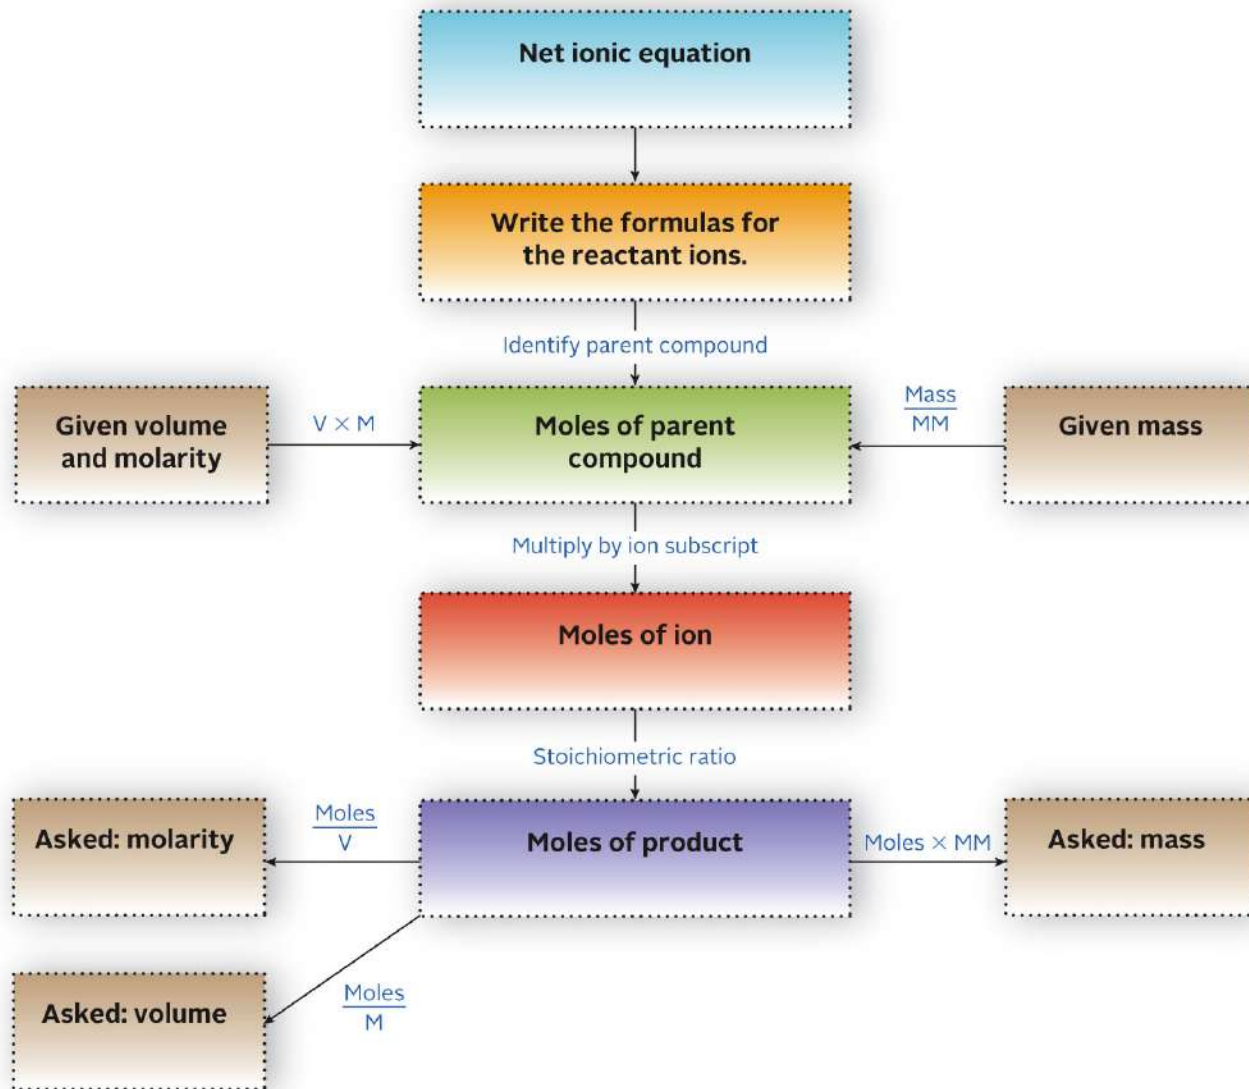 Net ionic equation
Write the formulas for
the reactant ions.
Identify parent compound
Given volume
and molarity
V × M
Moles of parent
compound
Mass
MM
Given mass
Multiply by ion subscript
Moles of ion
Stoichiometric ratio
Asked: molarity
Moles
V
Moles of product
Moles × MM
Asked: mass
Asked: volume
Moles
M